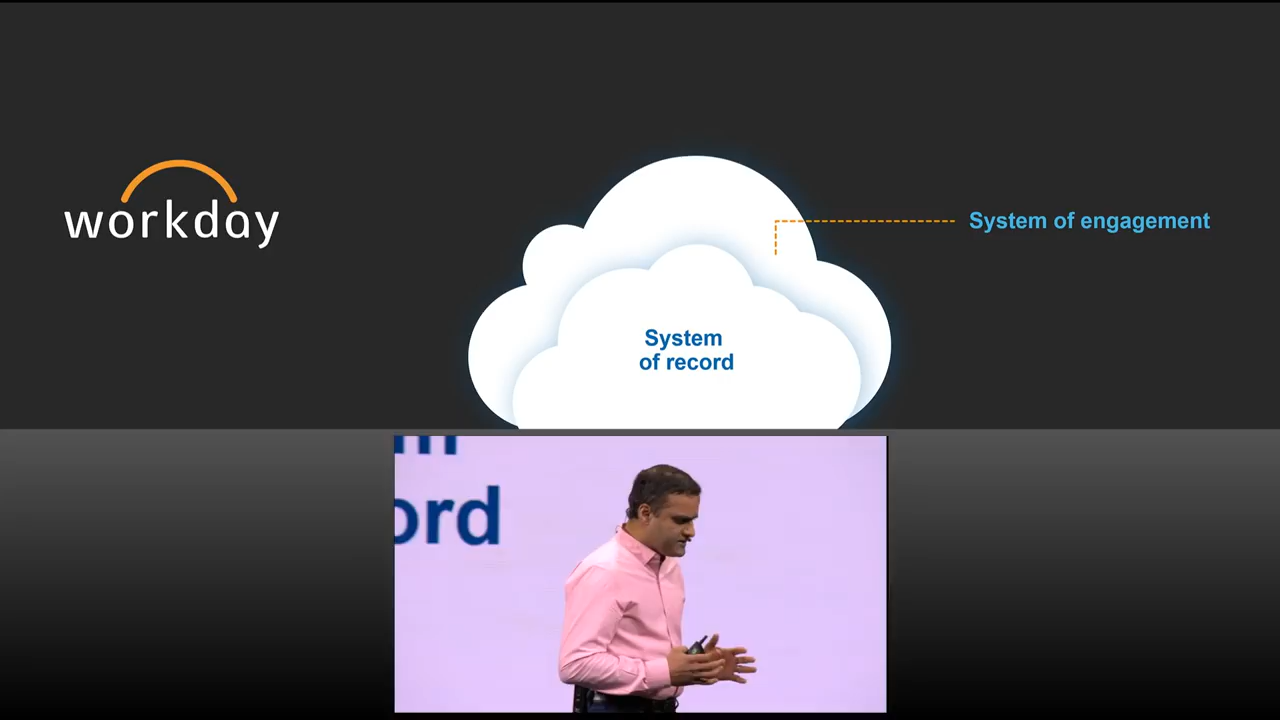 workday
System of engagement
System
of record
ord